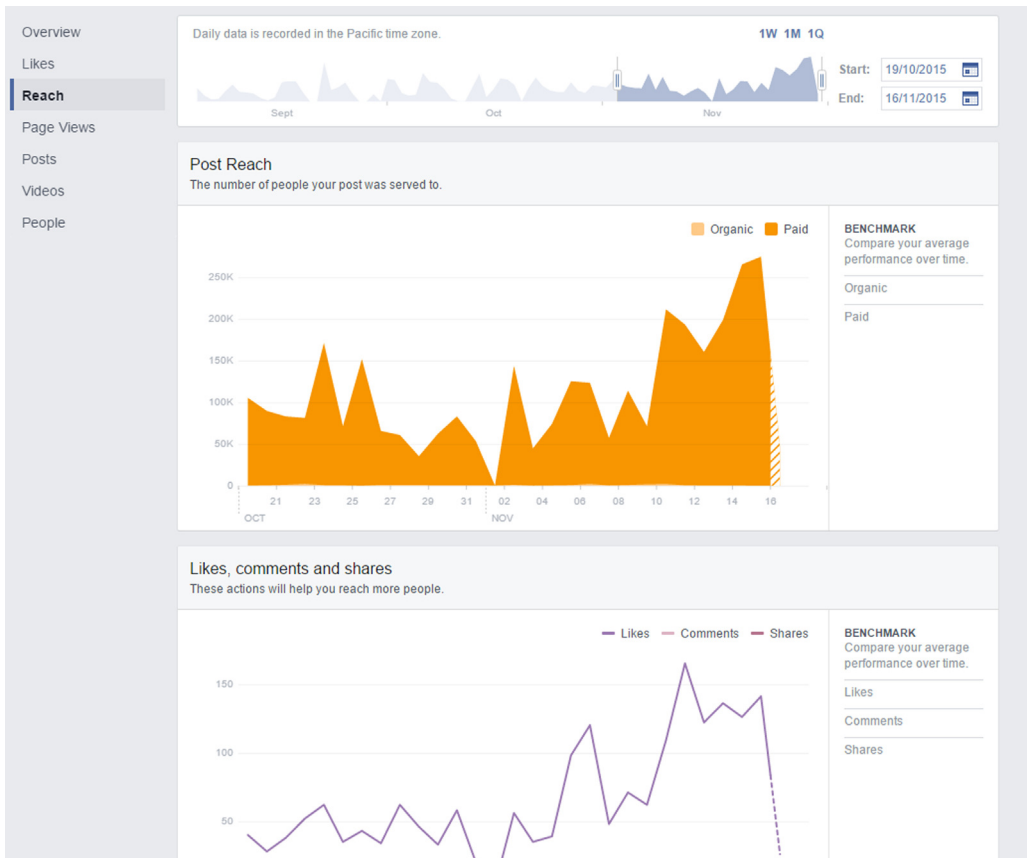 Overview
Likes
Reach
Page Views
Posts
Videos
People
Daily data is recorded in the Pacific time zone.
1W 1M 1Q
Start: 19/10/2015
End: 16/11/2015
Sept Oct Nov
Post Reach
The number of people your post was served to.
Organic Paid
250K
200K
150K
100K
50K
0
21 23 25 27 29 31 02 04 06 08 10 12 14 16
OCT NOV
BENCHMARK
Compare your average
performance over time.
Organic
Paid
Likes, comments and shares
These actions will help you reach more people.
Likes Comments Shares
150
100
50
BENCHMARK
Compare your average
performance over time.
Likes
Comments
Shares